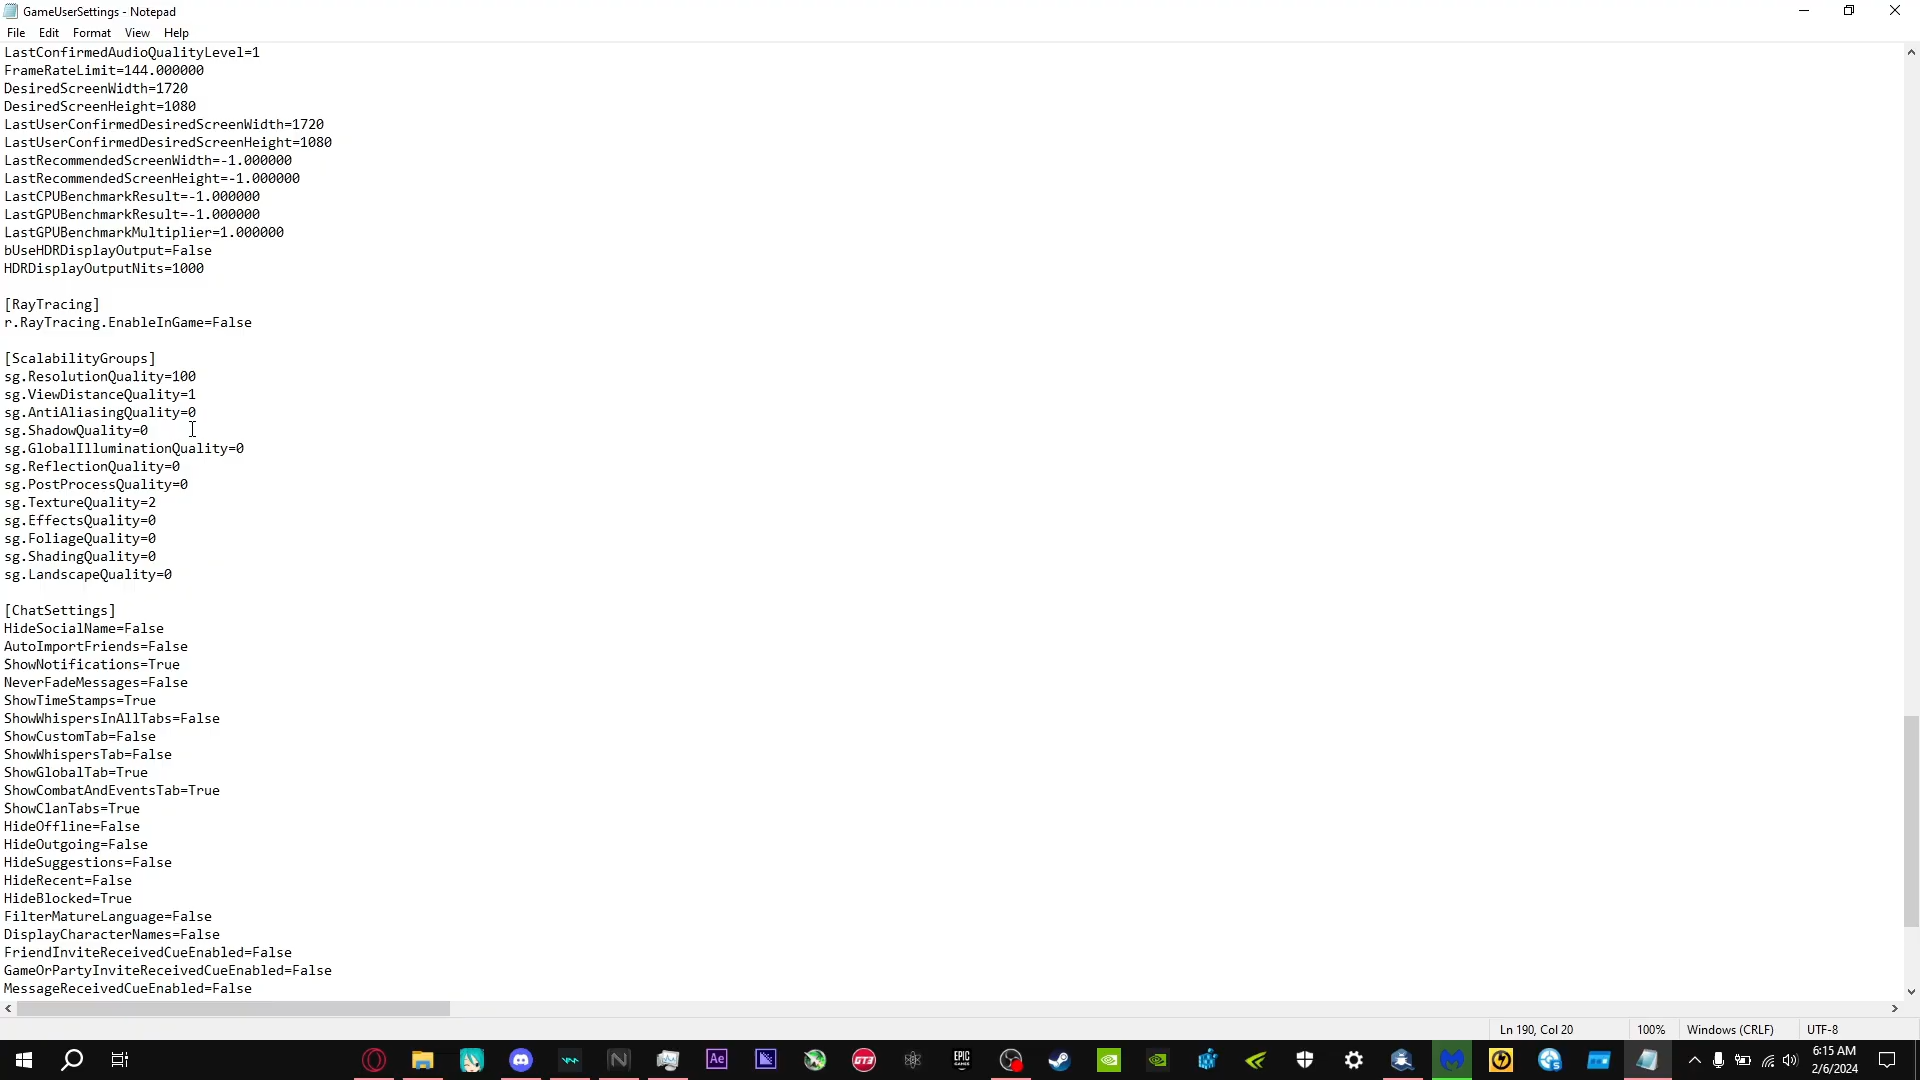 GameUserSettings - Notepad
File Edit Format View Help
LastConfirmedAudioQualityLevel=1
FrameRateLimit=144.000000
DesiredScreenWidth=1720
DesiredScreenHeight=1080
LastUserConfirmedDesiredScreenWidth=1720
LastUserConfirmedDesiredScreenHeight=1080
LastRecommendedScreenWidth=-1.000000
LastRecommendedScreenHeight=-1.000000
LastCPUBenchmarkResult=-1.000000
LastGPUBenchmarkResult=-1.000000
LastGPUBenchmarkMultiplier=1.000000
bUseHDRDisplayOutput=False
HDRDisplayOutputNits=1000
[RayTracing]
r.RayTracing.EnableInGame=False
[ScalabilityGroups]
sg.ResolutionQuality=100
sg.ViewDistanceQuality=1
sg.AntiAliasingQuality=0
sg.ShadowQuality=0
sg.GlobalIlluminationQuality=0
sg.ReflectionQuality=0
sg.PostProcessQuality=0
sg.TextureQuality=2
sg.EffectsQuality=0
sg.FoliageQuality=0
sg.ShadingQuality=0
sg.LandscapeQuality=0
[ChatSettings]
HideSocialName=False
AutoImportFriends=False
ShowNotifications=True
NeverFadeMessages=False
ShowTimeStamps=True
ShowWhispersInAllTabs=False
ShowCustomTab=False
ShowWhispersTab=False
ShowGlobalTab=True
ShowCombatAndEventsTab=True
ShowClanTabs=True
HideOffline=False
HideOutgoing=False
HideSuggestions=False
HideRecent=False
HideBlocked=True
FilterMatureLanguage=False
DisplayCharacterNames=False
FriendInviteReceivedCueEnabled=False
GameOrPartyInviteReceivedCueEnabled=False
MessageReceivedCueEnabled=False
Ln 190, Col 20 100% Windows (CRLF) UTF-8
Ae GT3 EPIC GAMES
6:15 AM
2/6/2024